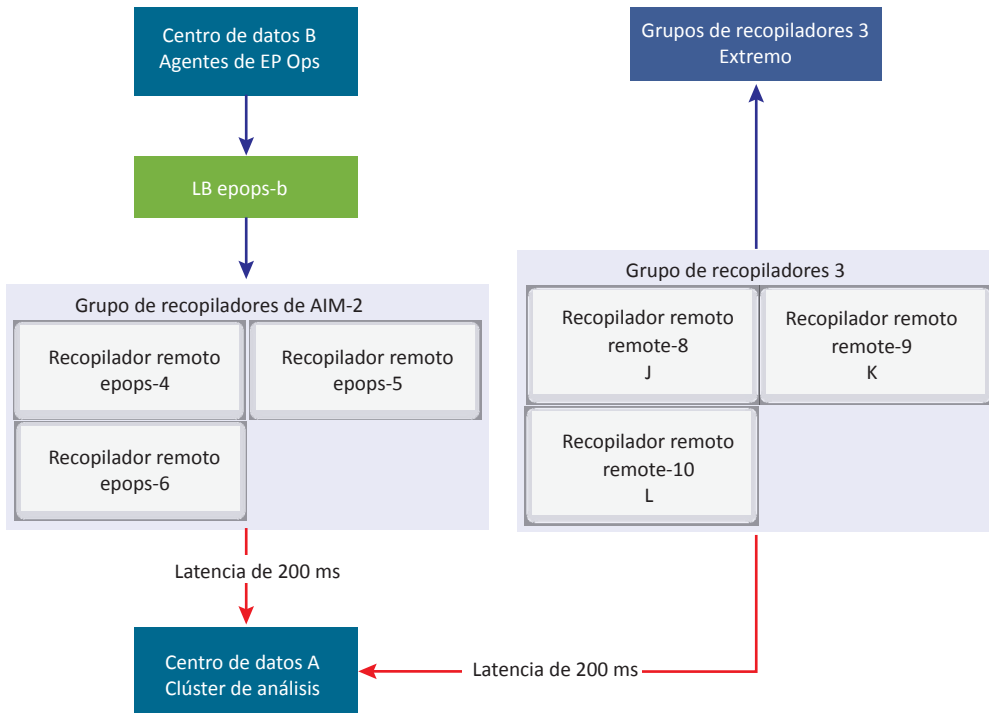 Centro de datos B
Agentes de EP Ops
LB epops-b
Grupo de recopiladores de AIM-2
Recopilador remoto
epops-4
Recopilador remoto
epops-5
Recopilador remoto
epops-6
Latencia de 200 ms
Centro de datos A
Clúster de análisis
Grupos de recopiladores 3
Extremo
Grupo de recopiladores 3
Recopilador remoto
remote-8
J
Recopilador remoto
remote-9
K
Recopilador remoto
remote-10
L
Latencia de 200 ms